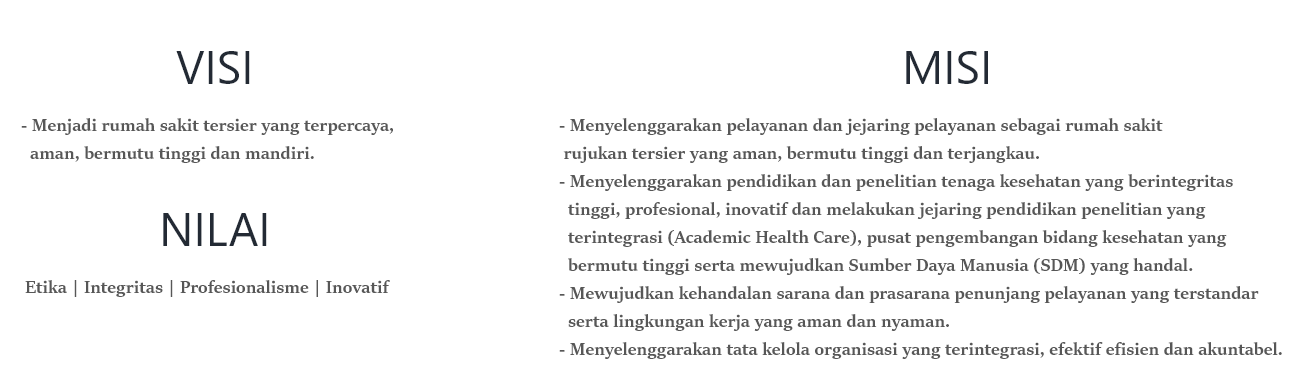 VISI
- Menjadi rumah sakit tersier yang terpercaya,
aman, bermutu tinggi dan mandiri.
NILAI
Etika | Integritas | Profesionalisme | Inovatif
MISI
- Menyelenggarakan pelayanan dan jejaring pelayanan sebagai rumah sakit
rujukan tersier yang aman, bermutu tinggi dan terjangkau.
- Menyelenggarakan pendidikan dan penelitian tenaga kesehatan yang berintegritas
tinggi, profesional, inovatif dan melakukan jejaring pendidikan penelitian yang
terintegrasi (Academic Health Care), pusat pengembangan bidang kesehatan yang
bermutu tinggi serta mewujudkan Sumber Daya Manusia (SDM) yang handal.
- Mewujudkan kehandalan sarana dan prasarana penunjang pelayanan yang terstandar
serta lingkungan kerja yang aman dan nyaman.
- Menyelenggarakan tata kelola organisasi yang terintegrasi, efektif efisien dan akuntabel.